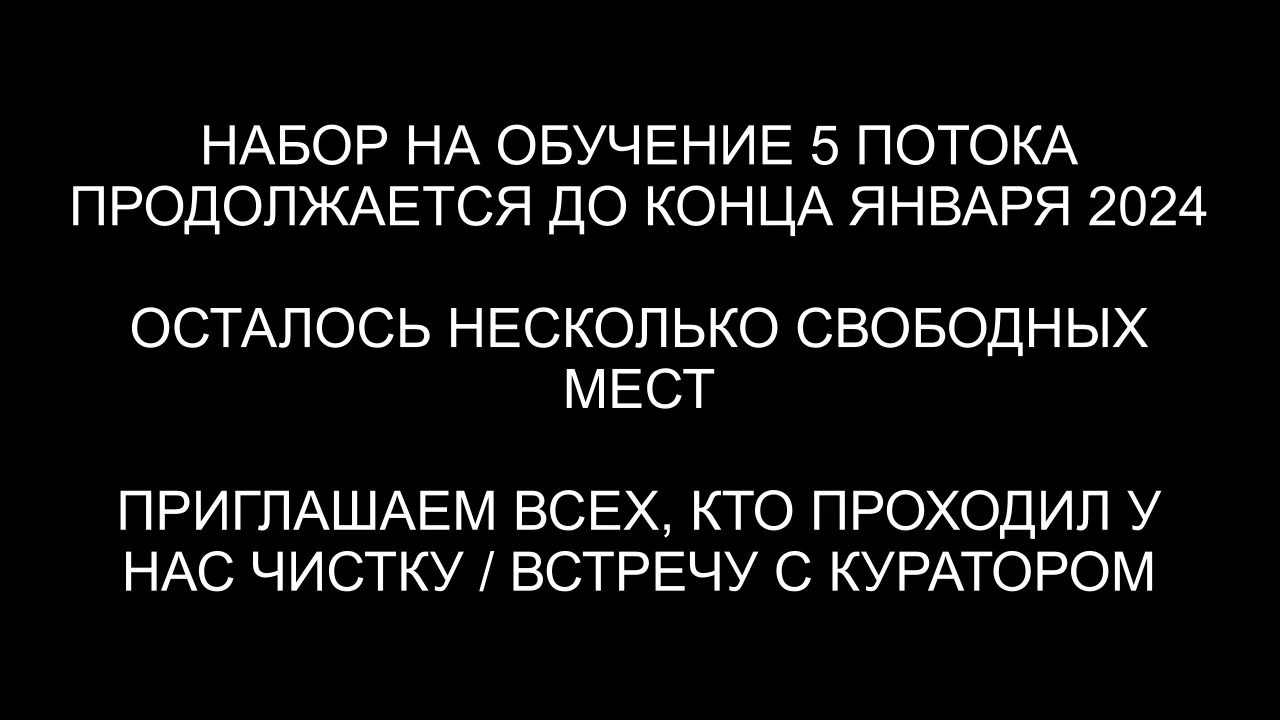 НАБОР НА ОБУЧЕНИЕ 5 ПОТОКА
ПРОДОЛЖАЕТСЯ ДО КОНЦА ЯНВАРЯ 2024
ОСТАЛОСЬ НЕСКОЛЬКО СВОБОДНЫХ
МЕСТ
ПРИГЛАШАЕМ ВСЕХ, КТО ПРОХОДИЛ У
НАС ЧИСТКУ / ВСТРЕЧУ С КУРАТОРОМ